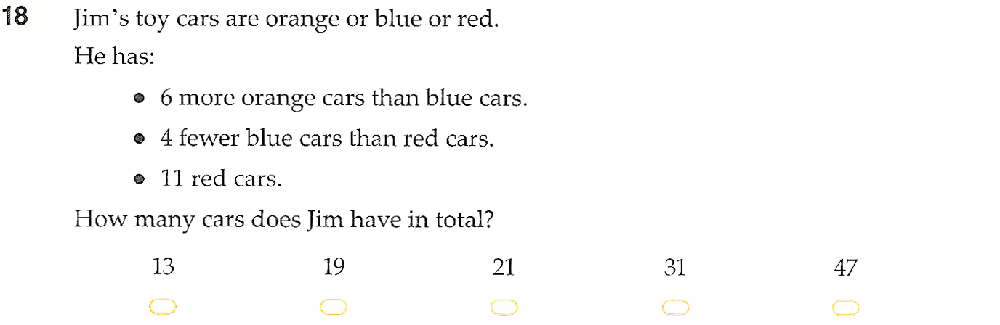 18 Jim's toy cars are orange or blue or red.
He has:
• 6 more orange cars than blue cars.
• 4 fewer blue cars than red cars.
• 11 red cars.
How many cars does Jim have in total?
13 19 21 31 47